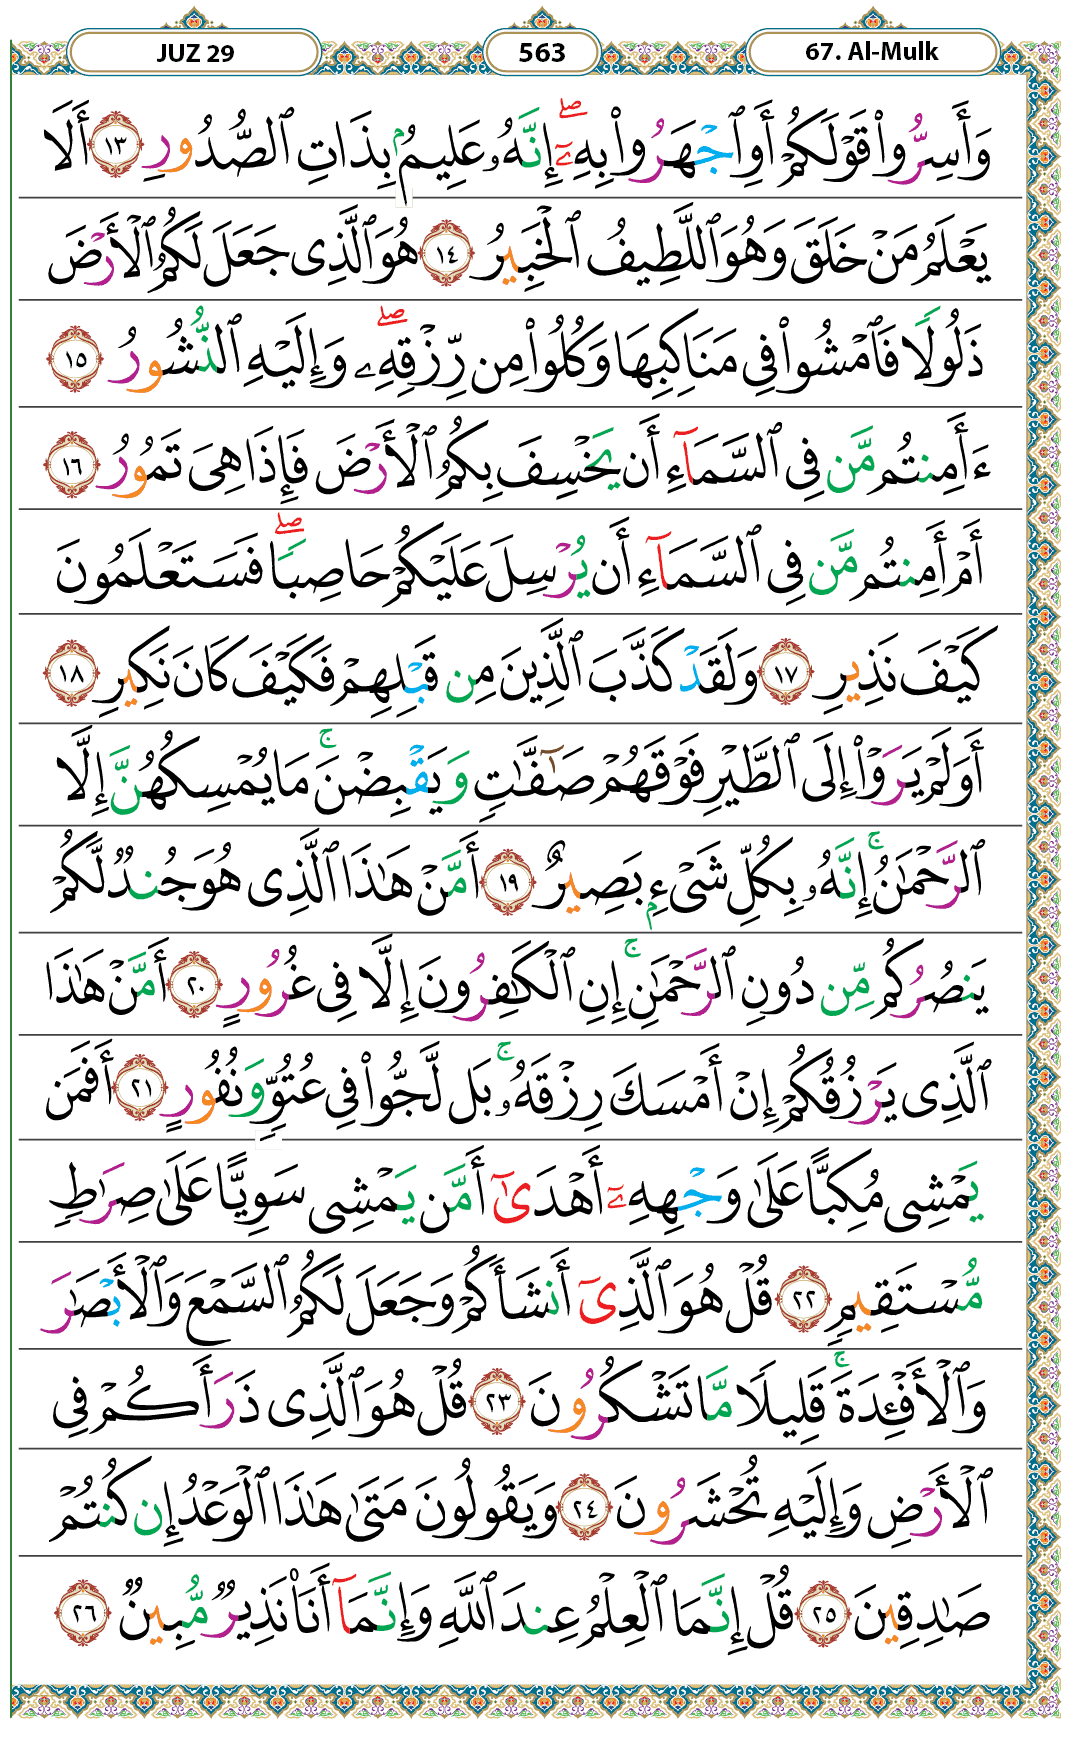 JUZ 29
563
67. Al-Mulk
وَأَسِرُّوا۟ قَوْلَكُمْ أَوِ ٱجْهَرُوا۟ بِهِۦٓ ۖ إِنَّهُۥ عَلِيمٌۢ بِذَاتِ ٱلصُّدُورِ ١٣ أَلَا
يَعْلَمُ مَنْ خَلَقَ وَهُوَ ٱللَّطِيفُ ٱلْخَبِيرُ ١٤ هُوَ ٱلَّذِى جَعَلَ لَكُمُ ٱلْأَرْضَ
ذَلُولًا فَٱمْشُوا۟ فِى مَنَاكِبِهَا وَكُلُوا۟ مِن رِّزْقِهِۦ ۖ وَإِلَيْهِ ٱلنُّشُورُ ١٥
ءَأَمِنتُم مَّن فِى ٱلسَّمَآءِ أَن يَخْسِفَ بِكُمُ ٱلْأَرْضَ فَإِذَا هِىَ تَمُورُ ١٦
أَمْ أَمِنتُم مَّن فِى ٱلسَّمَآءِ أَن يُرْسِلَ عَلَيْكُمْ حَاصِبًا ۖ فَسَتَعْلَمُونَ
كَيْفَ نَذِيرِ ١٧ وَلَقَدْ كَذَّبَ ٱلَّذِينَ مِن قَبْلِهِمْ فَكَيْفَ كَانَ نَكِيرِ ١٨
أَوَلَمْ يَرَوْا۟ إِلَى ٱلطَّيْرِ فَوْقَهُمْ صَـٰٓفَّـٰتٍ وَيَقْبِضْنَ ۚ مَا يُمْسِكُهُنَّ إِلَّا
ٱلرَّحْمَـٰنُ ۚ إِنَّهُۥ بِكُلِّ شَىْءٍۭ بَصِيرٌ ١٩ أَمَّنْ هَـٰذَا ٱلَّذِى هُوَ جُندٌ لَّكُمْ
يَنصُرُكُم مِّن دُونِ ٱلرَّحْمَـٰنِ ۚ إِنِ ٱلْكَـٰفِرُونَ إِلَّا فِى غُرُورٍ ٢٠ أَمَّنْ هَـٰذَا
ٱلَّذِى يَرْزُقُكُمْ إِنْ أَمْسَكَ رِزْقَهُۥ ۚ بَل لَّجُّوا۟ فِى عُتُوٍّ وَنُفُورٍ ٢١ أَفَمَن
يَمْشِى مُكِبًّا عَلَىٰ وَجْهِهِۦٓ أَهْدَىٰٓ أَمَّن يَمْشِى سَوِيًّا عَلَىٰ صِرَٰطٍ
مُّسْتَقِيمٍ ٢٢ قُلْ هُوَ ٱلَّذِىٓ أَنشَأَكُمْ وَجَعَلَ لَكُمُ ٱلسَّمْعَ وَٱلْأَبْصَـٰرَ
وَٱلْأَفْـِٔدَةَ ۚ قَلِيلًا مَّا تَشْكُرُونَ ٢٣ قُلْ هُوَ ٱلَّذِى ذَرَأَكُمْ فِى
ٱلْأَرْضِ وَإِلَيْهِ تُحْشَرُونَ ٢٤ وَيَقُولُونَ مَتَىٰ هَـٰذَا ٱلْوَعْدُ إِن كُنتُمْ
صَـٰدِقِينَ ٢٥ قُلْ إِنَّمَا ٱلْعِلْمُ عِندَ ٱللَّهِ وَإِنَّمَآ أَنَا۠ نَذِيرٌ مُّبِينٌ ٢٦